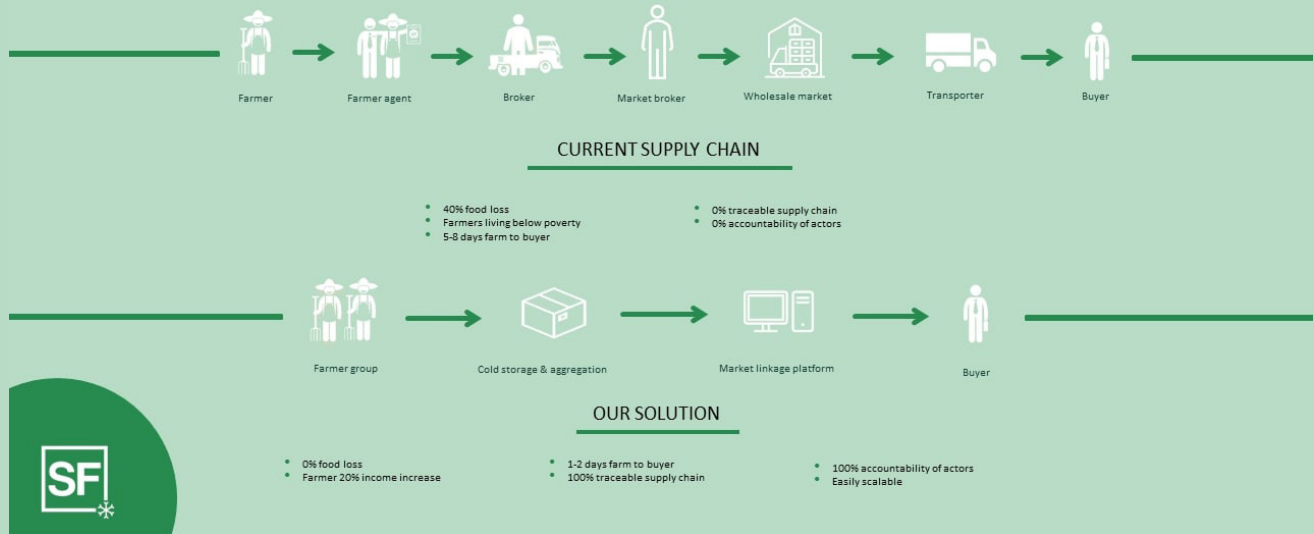 Farmer
Farmer agent
Broker
Market broker
Wholesale market
Transporter
Buyer
CURRENT SUPPLY CHAIN
40% food loss
Farmers living below poverty
5-8 days farm to buyer
0% traceable supply chain
0% accountability of actors
Farmer group
Cold storage & aggregation
Market linkage platform
Buyer
OUR SOLUTION
0% food loss
Farmer 20% income increase
1-2 days farm to buyer
100% traceable supply chain
100% accountability of actors
Easily scalable
SF